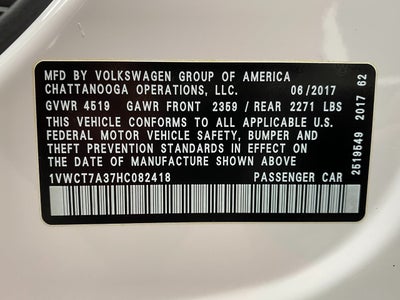 MFD BY VOLKSWAGEN GROUP OF AMERICA
CHATTANOOGA OPERATIONS, LLC. 06/2017
GVWR 4519 GAWR FRONT 2359 / REAR 2271 LBS
THIS VEHICLE CONFORMS TO ALL APPLICABLE U.S.
FEDERAL MOTOR VEHICLE SAFETY, BUMPER AND
THEFT PREVENTION STANDARDS IN EFFECT ON
THE DATE OF MANUFACTURE SHOWN ABOVE
1VWCT7A37HC082418 PASSENGER CAR
2519549 2017 62